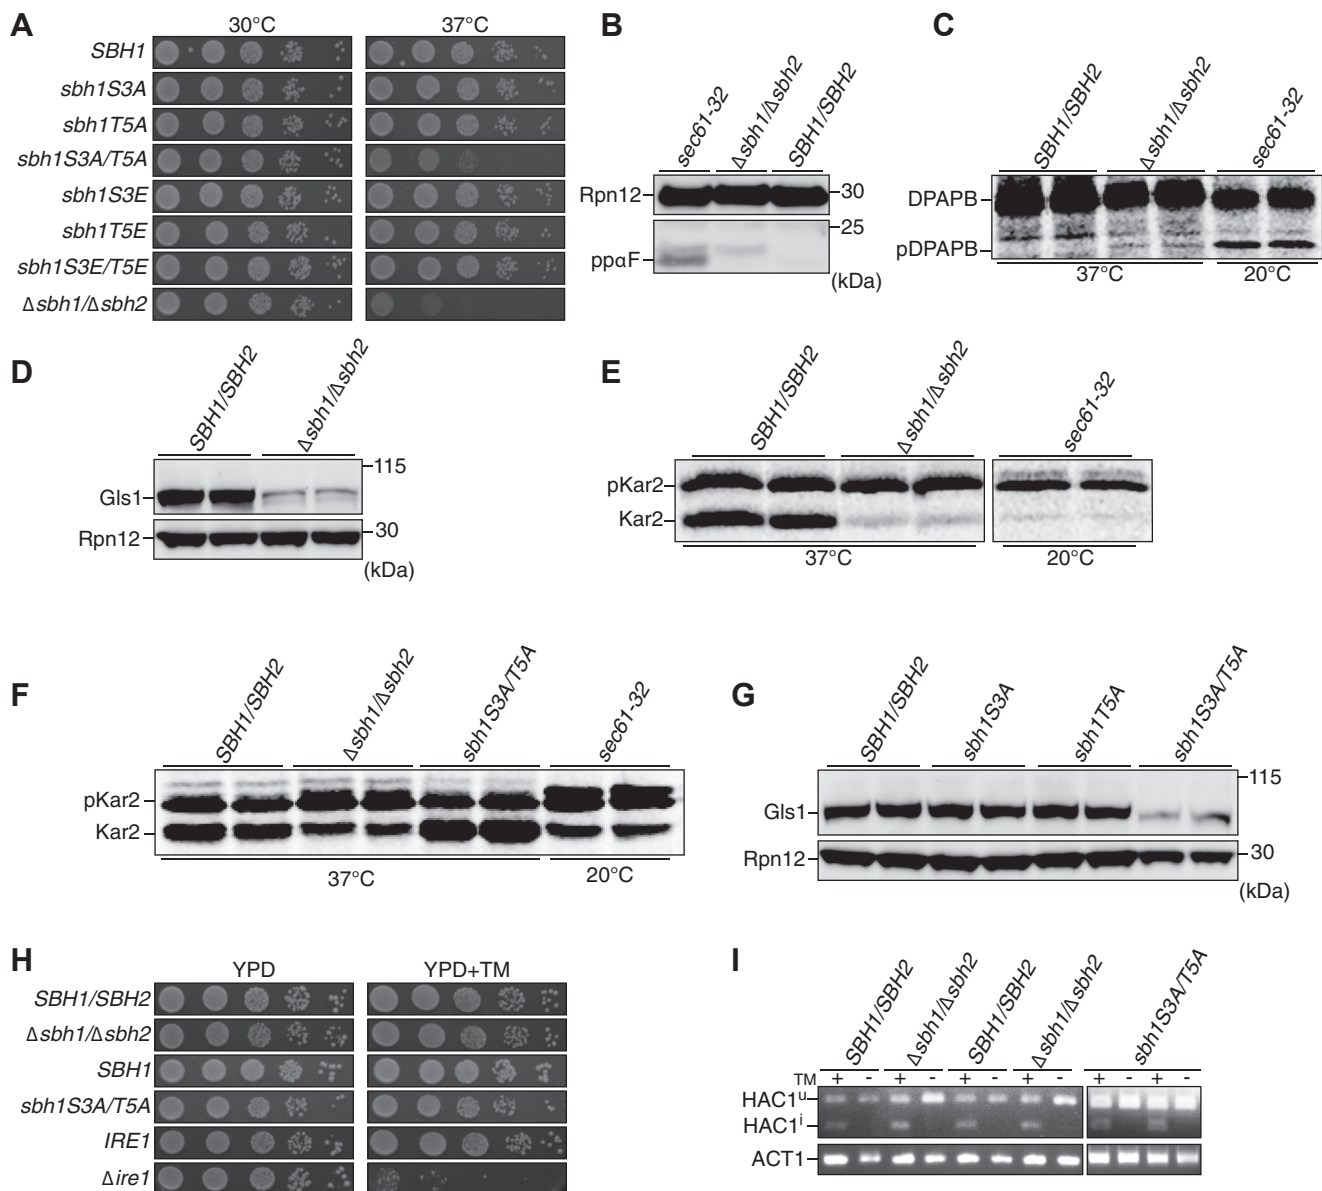 A
30°C 37°C
SBH1
sbh1S3A
sbh1T5A
sbh1S3A/T5A
sbh1S3E
sbh1T5E
sbh1S3E/T5E
Δsbh1/Δsbh2
B
sec61-32 Δsbh1/Δsbh2 SBH1/SBH2
Rpn12 30
25
ppαF
(kDa)
C
SBH1/SBH2 Δsbh1/Δsbh2 sec61-32
DPAPB
pDPAPB
37°C 20°C
D
SBH1/SBH2 Δsbh1/Δsbh2
115
Gls1
Rpn12 30
(kDa)
E
SBH1/SBH2 Δsbh1/Δsbh2 sec61-32
pKar2
Kar2
37°C 20°C
F
SBH1/SBH2 Δsbh1/Δsbh2 sbh1S3A/T5A sec61-32
pKar2
Kar2
37°C 20°C
G
SBH1/SBH2 sbh1S3A sbh1T5A sbh1S3A/T5A
115
Gls1
Rpn12 30
(kDa)
H
YPD YPD+TM
SBH1/SBH2
Δsbh1/Δsbh2
SBH1
sbh1S3A/T5A
IRE1
Δire1
I
SBH1/SBH2 Δsbh1/Δsbh2 SBH1/SBH2 Δsbh1/Δsbh2 sbh1S3A/T5A
TM + - + - + - + - + - + -
HAC1ᵘ
HAC1ⁱ
ACT1